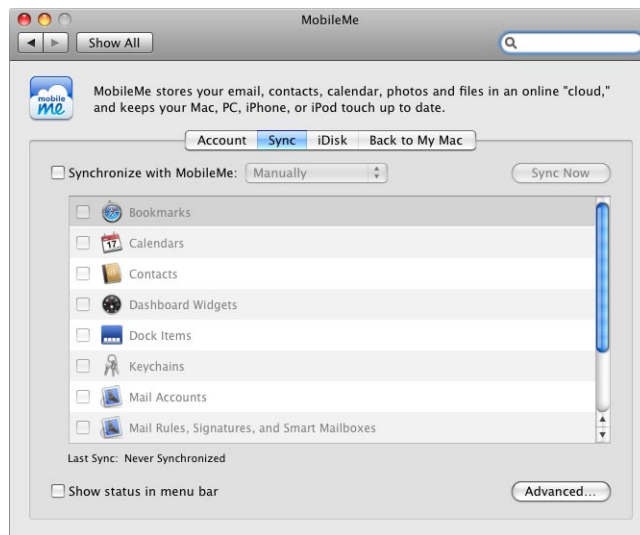 MobileMe
Show All
mobile
me
MobileMe stores your email, contacts, calendar, photos and files in an online "cloud,"
and keeps your Mac, PC, iPhone, or iPod touch up to date.
Account Sync iDisk Back to My Mac
Synchronize with MobileMe: Manually Sync Now
Bookmarks
17 Calendars
Contacts
Dashboard Widgets
Dock Items
Keychains
Mail Accounts
Mail Rules, Signatures, and Smart Mailboxes
Last Sync: Never Synchronized
Show status in menu bar Advanced...